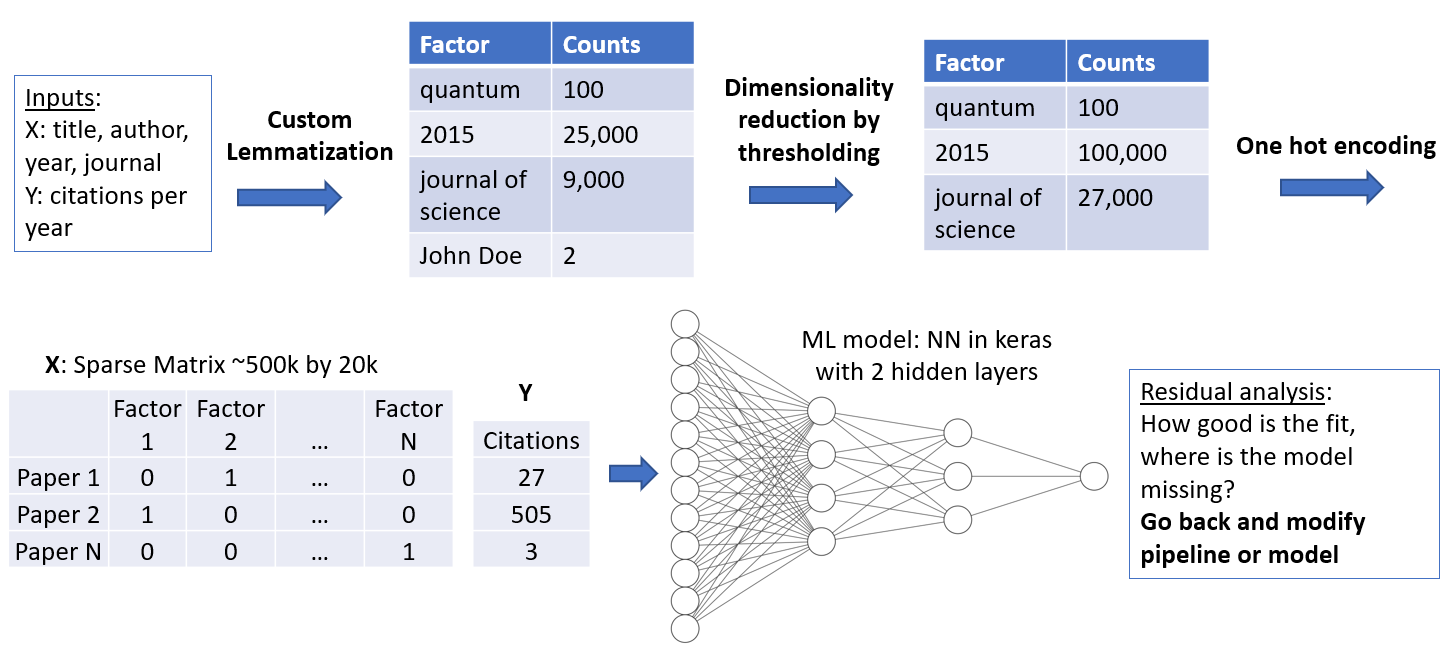 Inputs:
X: title, author,
year, journal
Y: citations per
year
Custom
Lemmatization
Factor Counts
quantum 100
2015 25,000
journal of
science 9,000
John Doe 2
Dimensionality
reduction by
thresholding
Factor Counts
quantum 100
2015 100,000
journal of
science 27,000
One hot encoding
X: Sparse Matrix ~500k by 20k
Factor 1 Factor 2 ... Factor N
Paper 1 0 1 ... 0
Paper 2 1 0 ... 0
Paper N 0 0 ... 1
Y
Citations
27
505
3
ML model: NN in keras
with 2 hidden layers
Residual analysis:
How good is the fit,
where is the model
missing?
Go back and modify
pipeline or model